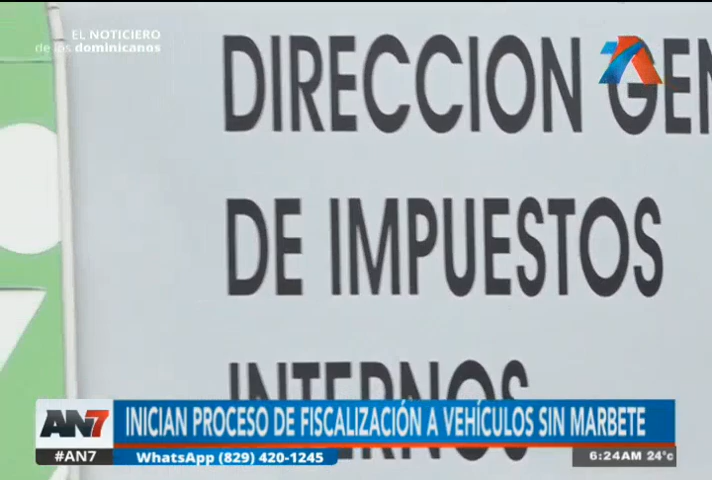 EL NOTICIERO
de los dominicanos
DIRECCION GEN
DE IMPUESTOS
INTERNOS
AN7
INICIAN PROCESO DE FISCALIZACIÓN A VEHÍCULOS SIN MARBETE
#AN7
WhatsApp (829) 420-1245
6:24AM 24°c